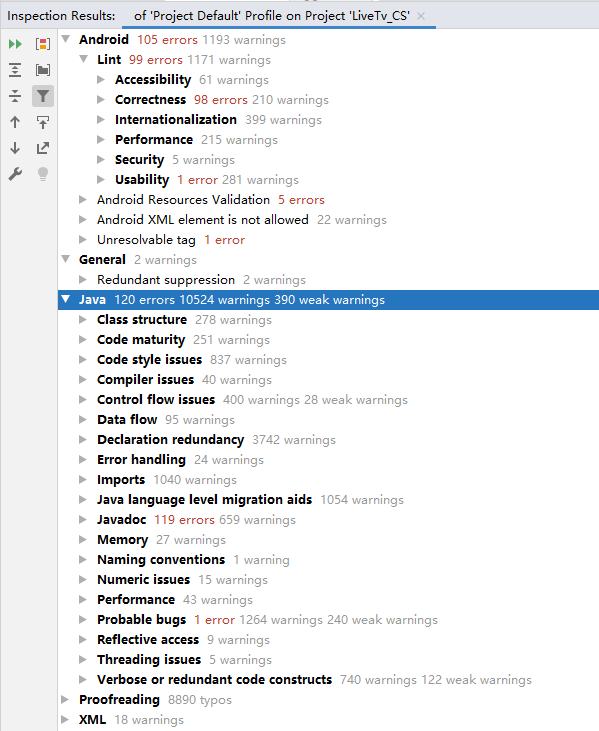 Inspection Results: of 'Project Default' Profile on Project 'LiveTv_CS'
Android 105 errors 1193 warnings
Lint 99 errors 1171 warnings
Accessibility 61 warnings
Correctness 98 errors 210 warnings
Internationalization 399 warnings
Performance 215 warnings
Security 5 warnings
Usability 1 error 281 warnings
Android Resources Validation 5 errors
Android XML element is not allowed 22 warnings
Unresolvable tag 1 error
General 2 warnings
Redundant suppression 2 warnings
Java 120 errors 10524 warnings 390 weak warnings
Class structure 278 warnings
Code maturity 251 warnings
Code style issues 837 warnings
Compiler issues 40 warnings
Control flow issues 400 warnings 28 weak warnings
Data flow 95 warnings
Declaration redundancy 3742 warnings
Error handling 24 warnings
Imports 1040 warnings
Java language level migration aids 1054 warnings
Javadoc 119 errors 659 warnings
Memory 27 warnings
Naming conventions 1 warning
Numeric issues 15 warnings
Performance 43 warnings
Probable bugs 1 error 1264 warnings 240 weak warnings
Reflective access 9 warnings
Threading issues 5 warnings
Verbose or redundant code constructs 740 warnings 122 weak warnings
Proofreading 8890 typos
XML 18 warnings